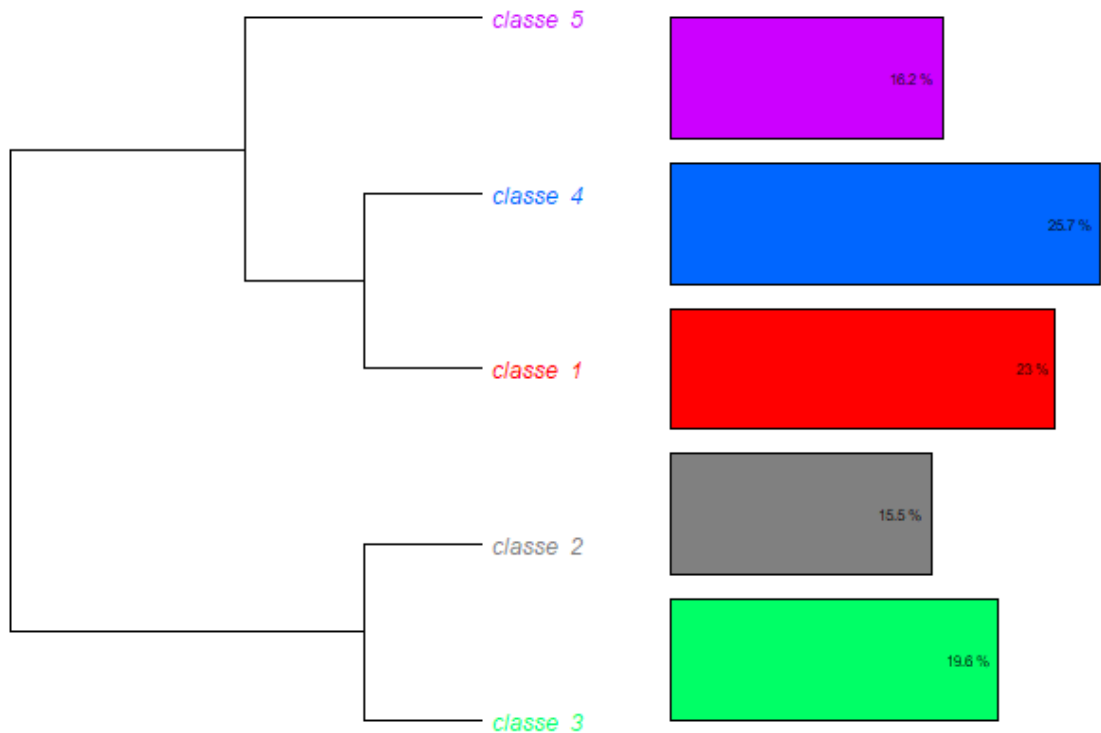 classe 5
16.2 %
classe 4
25.7 %
classe 1
23 %
classe 2
15.5 %
classe 3
19.6 %